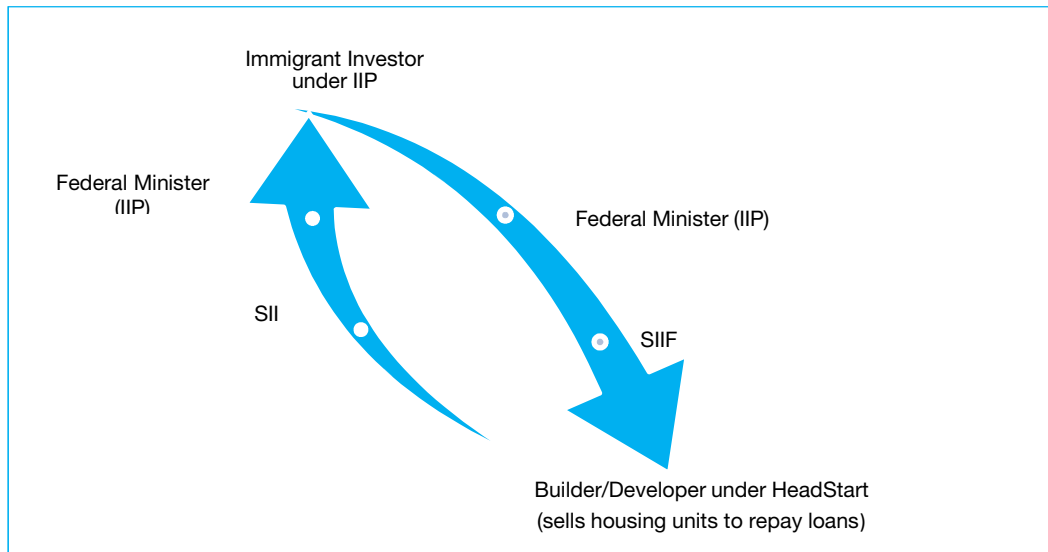 Immigrant Investor
under IIP
Federal Minister
(IIP)
Federal Minister (IIP)
SII
SIIF
Builder/Developer under HeadStart
(sells housing units to repay loans)